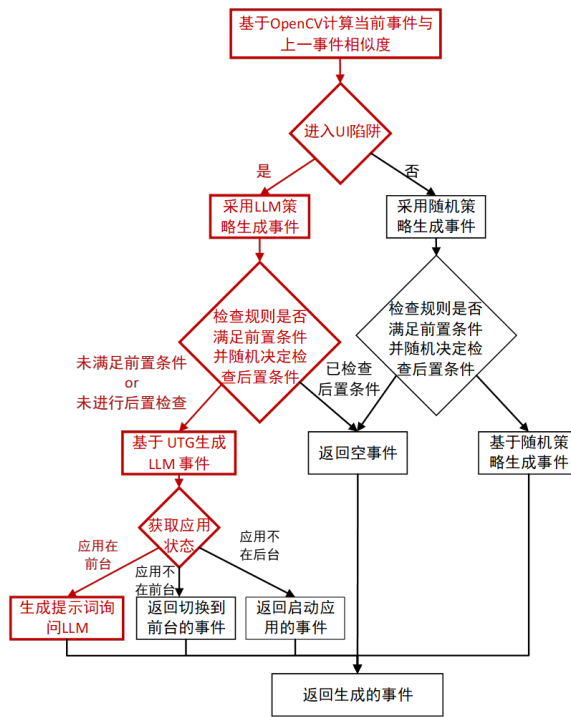 基于OpenCV计算当前事件与
上一事件相似度
进入UI陷阱
是
否
采用LLM策
略生成事件
采用随机策
略生成事件
检查规则是否
满足前置条件
并随机决定检
查后置条件
检查规则是否
满足前置条件
并随机决定检
查后置条件
未满足前置条件
or
未进行后置检查
已检查
后置条件
基于 UTG生成
LLM 事件
返回空事件
基于随机策
略生成事件
获取应用
状态
应用在
前台
应用不
在前台
应用不
在后台
生成提示词询
问LLM
返回切换到
前台的事件
返回启动应
用的事件
返回生成的事件